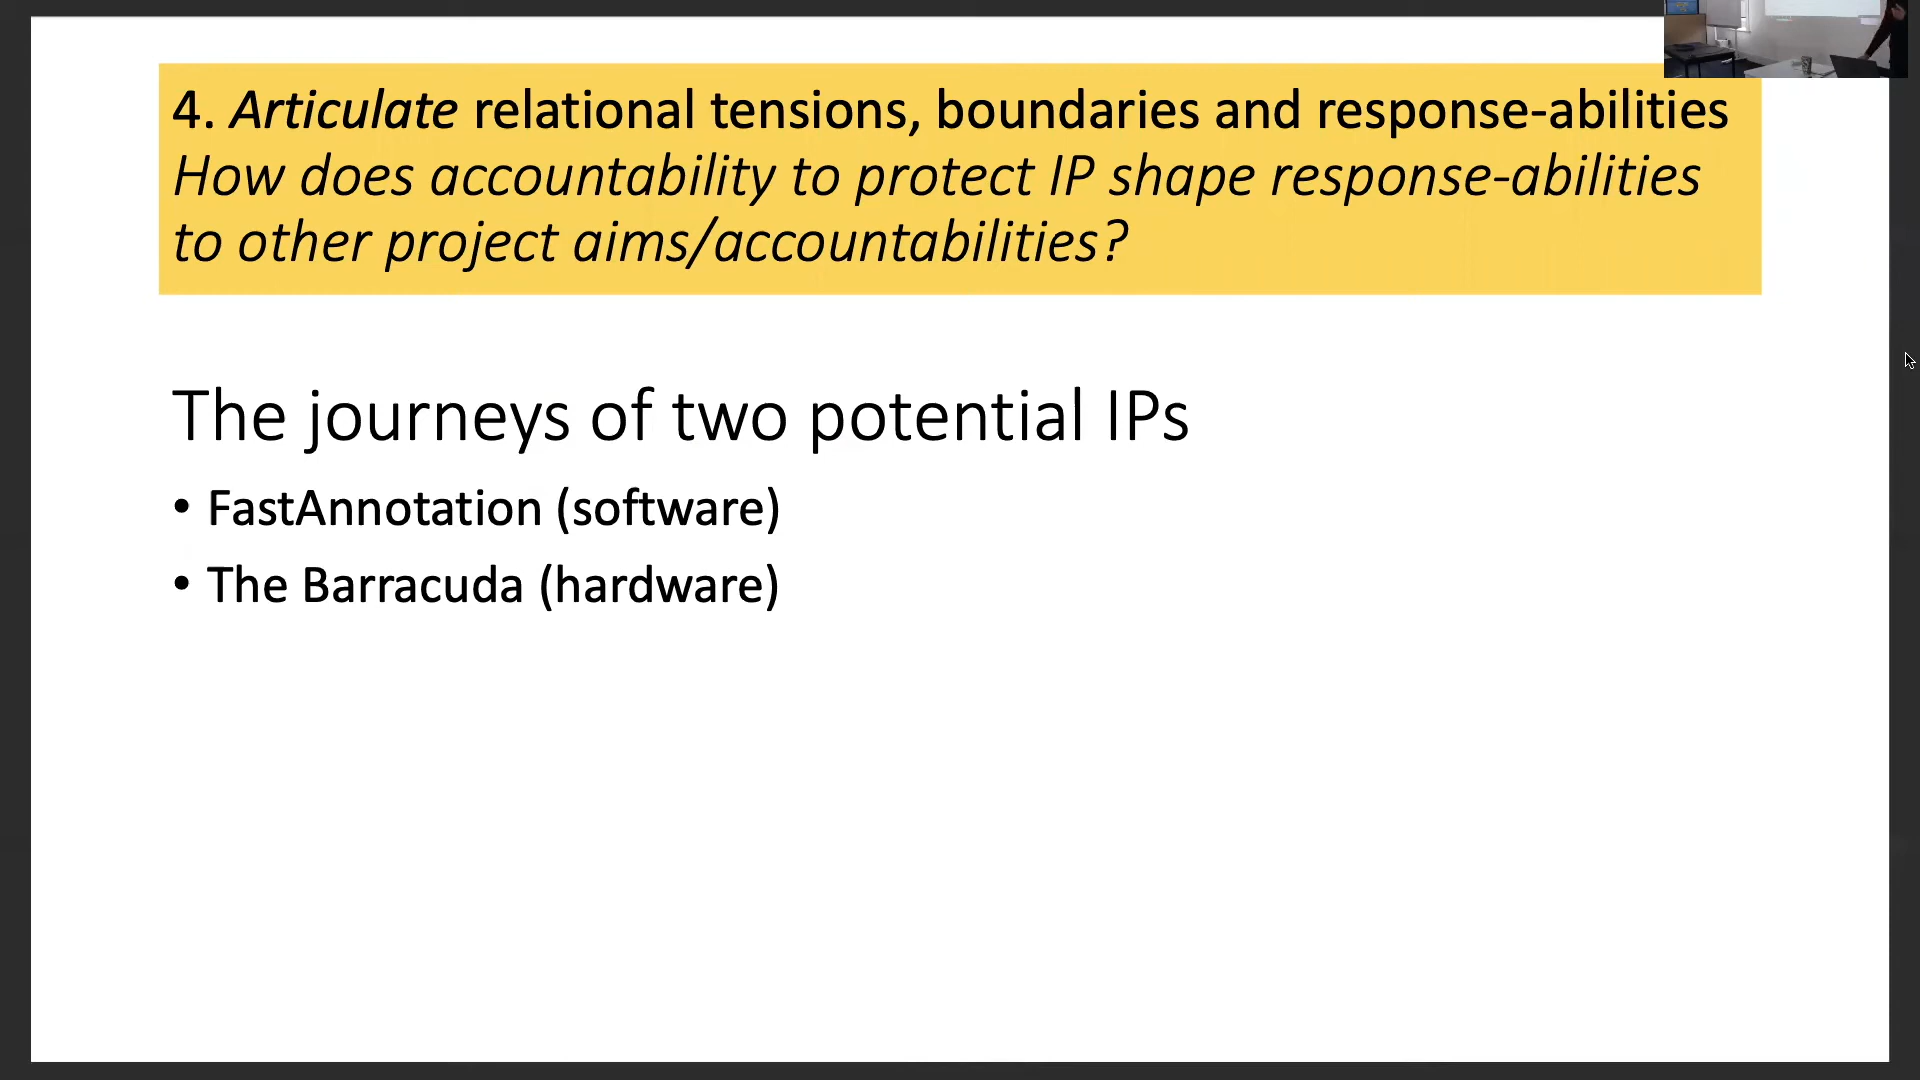 4. Articulate relational tensions, boundaries and response-abilities
How does accountability to protect IP shape response-abilities
to other project aims/accountabilities?
The journeys of two potential IPs
• FastAnnotation (software)
• The Barracuda (hardware)